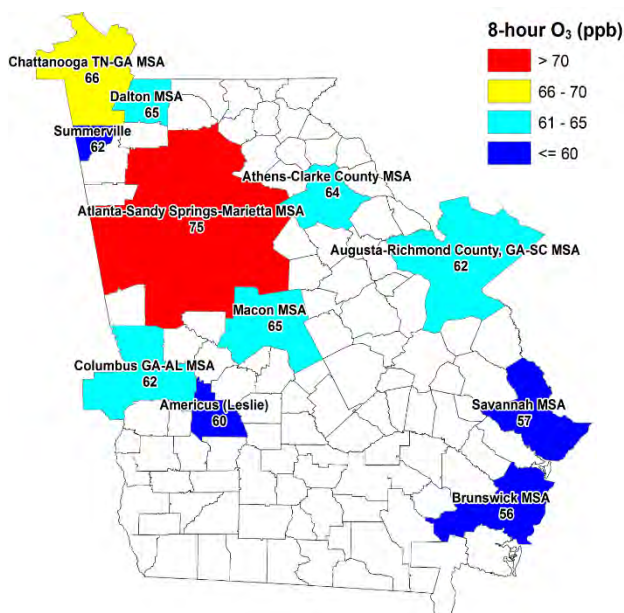 8-hour O₃ (ppb)
> 70
66 - 70
61 - 65
<= 60
Chattanooga TN-GA MSA
66
Dalton MSA
65
Summerville
62
Athens-Clarke County MSA
64
Atlanta-Sandy Springs-Marietta MSA
75
Augusta-Richmond County, GA-SC MSA
62
Macon MSA
65
Columbus GA-AL MSA
62
Americus (Leslie)
60
Savannah MSA
57
Brunswick MSA
56